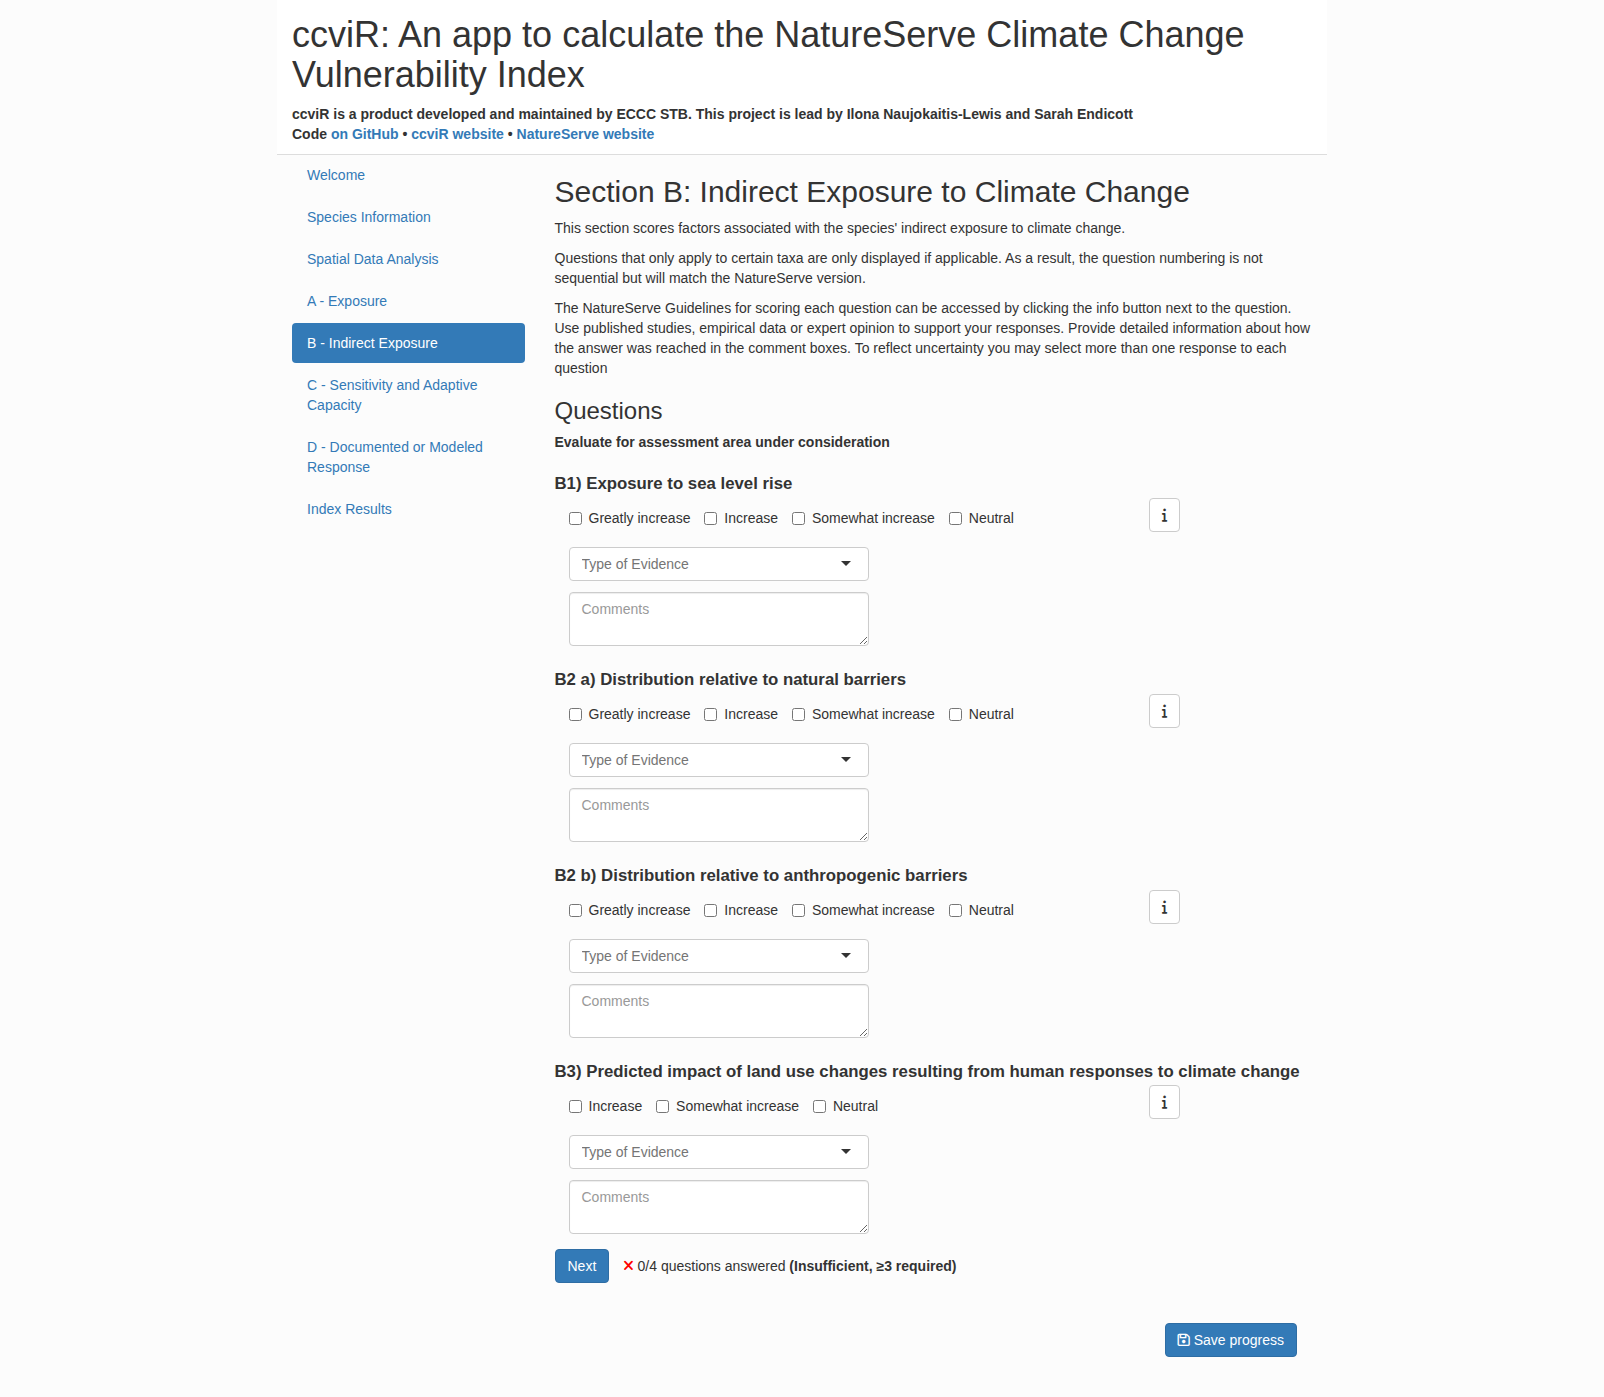 ccviR: An app to calculate the NatureServe Climate Change
Vulnerability Index
ccviR is a product developed and maintained by ECCC STB. This project is lead by Ilona Naujokaitis-Lewis and Sarah Endicott
Code on GitHub • ccviR website • NatureServe website
Welcome
Species Information
Spatial Data Analysis
A - Exposure
B - Indirect Exposure
C - Sensitivity and Adaptive
Capacity
D - Documented or Modeled
Response
Index Results
Section B: Indirect Exposure to Climate Change
This section scores factors associated with the species' indirect exposure to climate change.
Questions that only apply to certain taxa are only displayed if applicable. As a result, the question numbering is not
sequential but will match the NatureServe version.
The NatureServe Guidelines for scoring each question can be accessed by clicking the info button next to the question.
Use published studies, empirical data or expert opinion to support your responses. Provide detailed information about how
the answer was reached in the comment boxes. To reflect uncertainty you may select more than one response to each
question
Questions
Evaluate for assessment area under consideration
B1) Exposure to sea level rise
Greatly increase Increase Somewhat increase Neutral
Type of Evidence
Comments
B2 a) Distribution relative to natural barriers
Greatly increase Increase Somewhat increase Neutral
Type of Evidence
Comments
B2 b) Distribution relative to anthropogenic barriers
Greatly increase Increase Somewhat increase Neutral
Type of Evidence
Comments
B3) Predicted impact of land use changes resulting from human responses to climate change
Increase Somewhat increase Neutral
Type of Evidence
Comments
Next 0/4 questions answered (Insufficient, ≥3 required)
Save progress